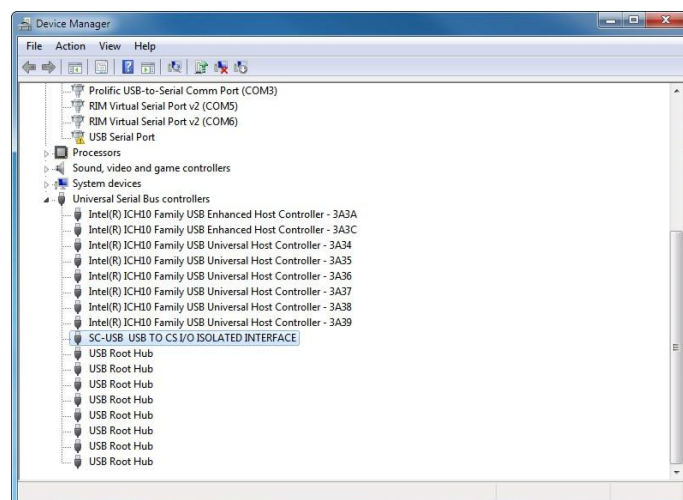 Device Manager
File Action View Help
Prolific USB-to-Serial Comm Port (COM3)
RIM Virtual Serial Port v2 (COM5)
RIM Virtual Serial Port v2 (COM6)
USB Serial Port
Processors
Sound, video and game controllers
System devices
Universal Serial Bus controllers
Intel(R) ICH10 Family USB Enhanced Host Controller - 3A3A
Intel(R) ICH10 Family USB Enhanced Host Controller - 3A3C
Intel(R) ICH10 Family USB Universal Host Controller - 3A34
Intel(R) ICH10 Family USB Universal Host Controller - 3A35
Intel(R) ICH10 Family USB Universal Host Controller - 3A36
Intel(R) ICH10 Family USB Universal Host Controller - 3A37
Intel(R) ICH10 Family USB Universal Host Controller - 3A38
Intel(R) ICH10 Family USB Universal Host Controller - 3A39
SC-USB USB TO CS I/O ISOLATED INTERFACE
USB Root Hub
USB Root Hub
USB Root Hub
USB Root Hub
USB Root Hub
USB Root Hub
USB Root Hub
USB Root Hub